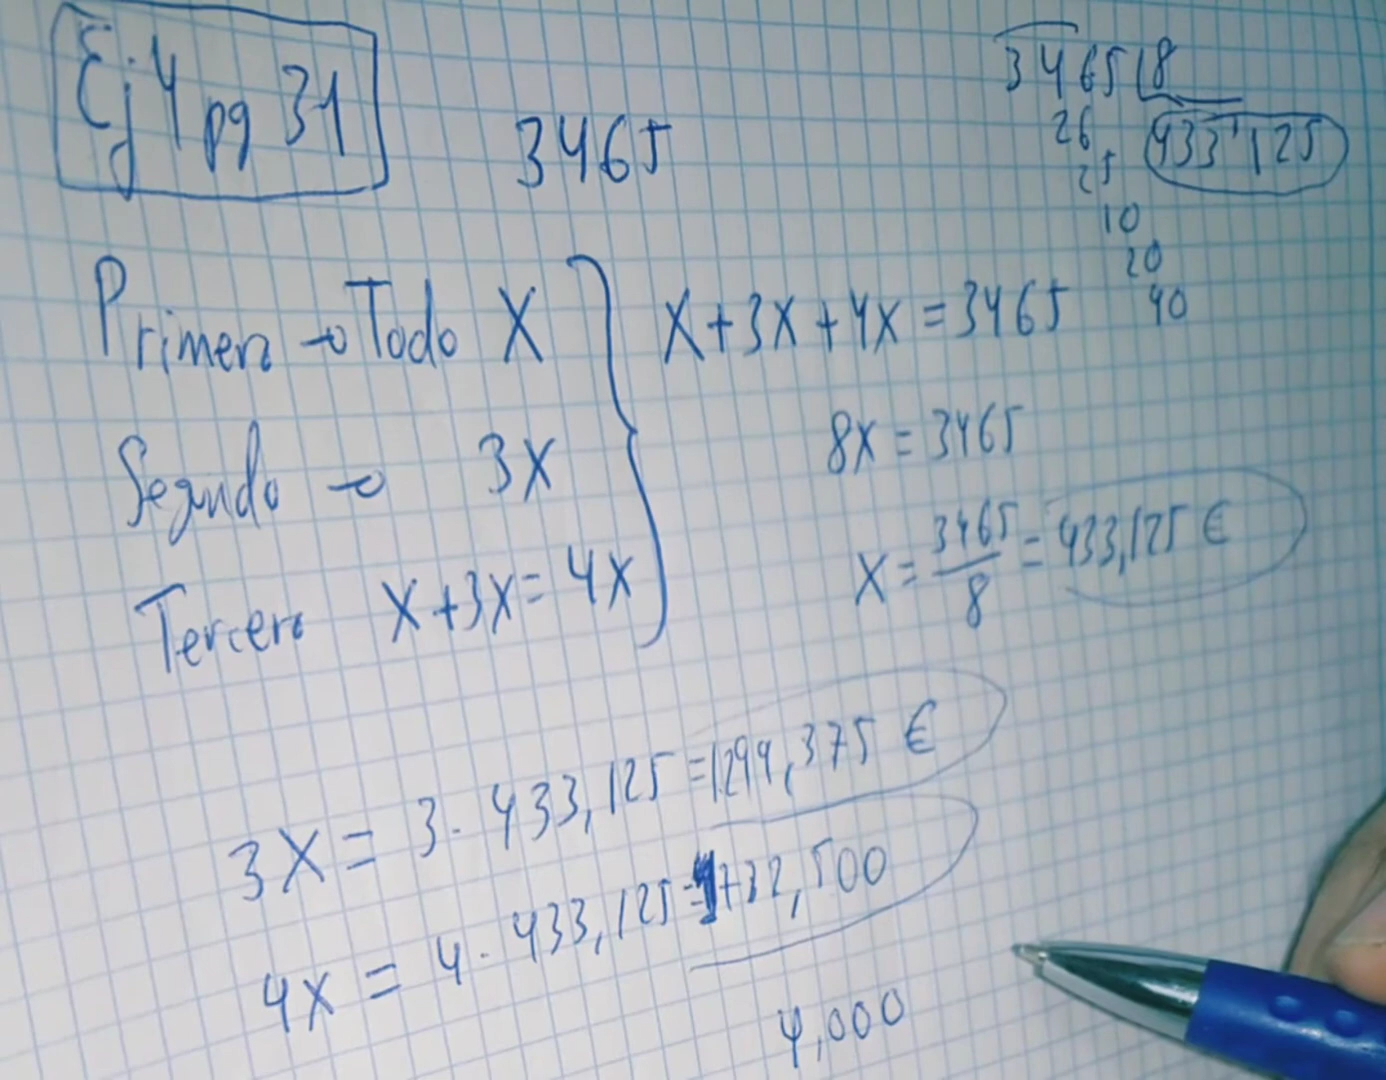 Ej 4 pg 31
3465
3465 | 8
26
433'125
25
10
20
40
Primero → Todo X
X + 3X + 4X = 3465
Segundo → 3X
8X = 3465
Tercero X + 3X = 4X
X = 3465/8 = 433,125 €
3X = 3 · 433,125 = 1299,375 €
4X = 4 · 433,125 = 1732,500
4,000